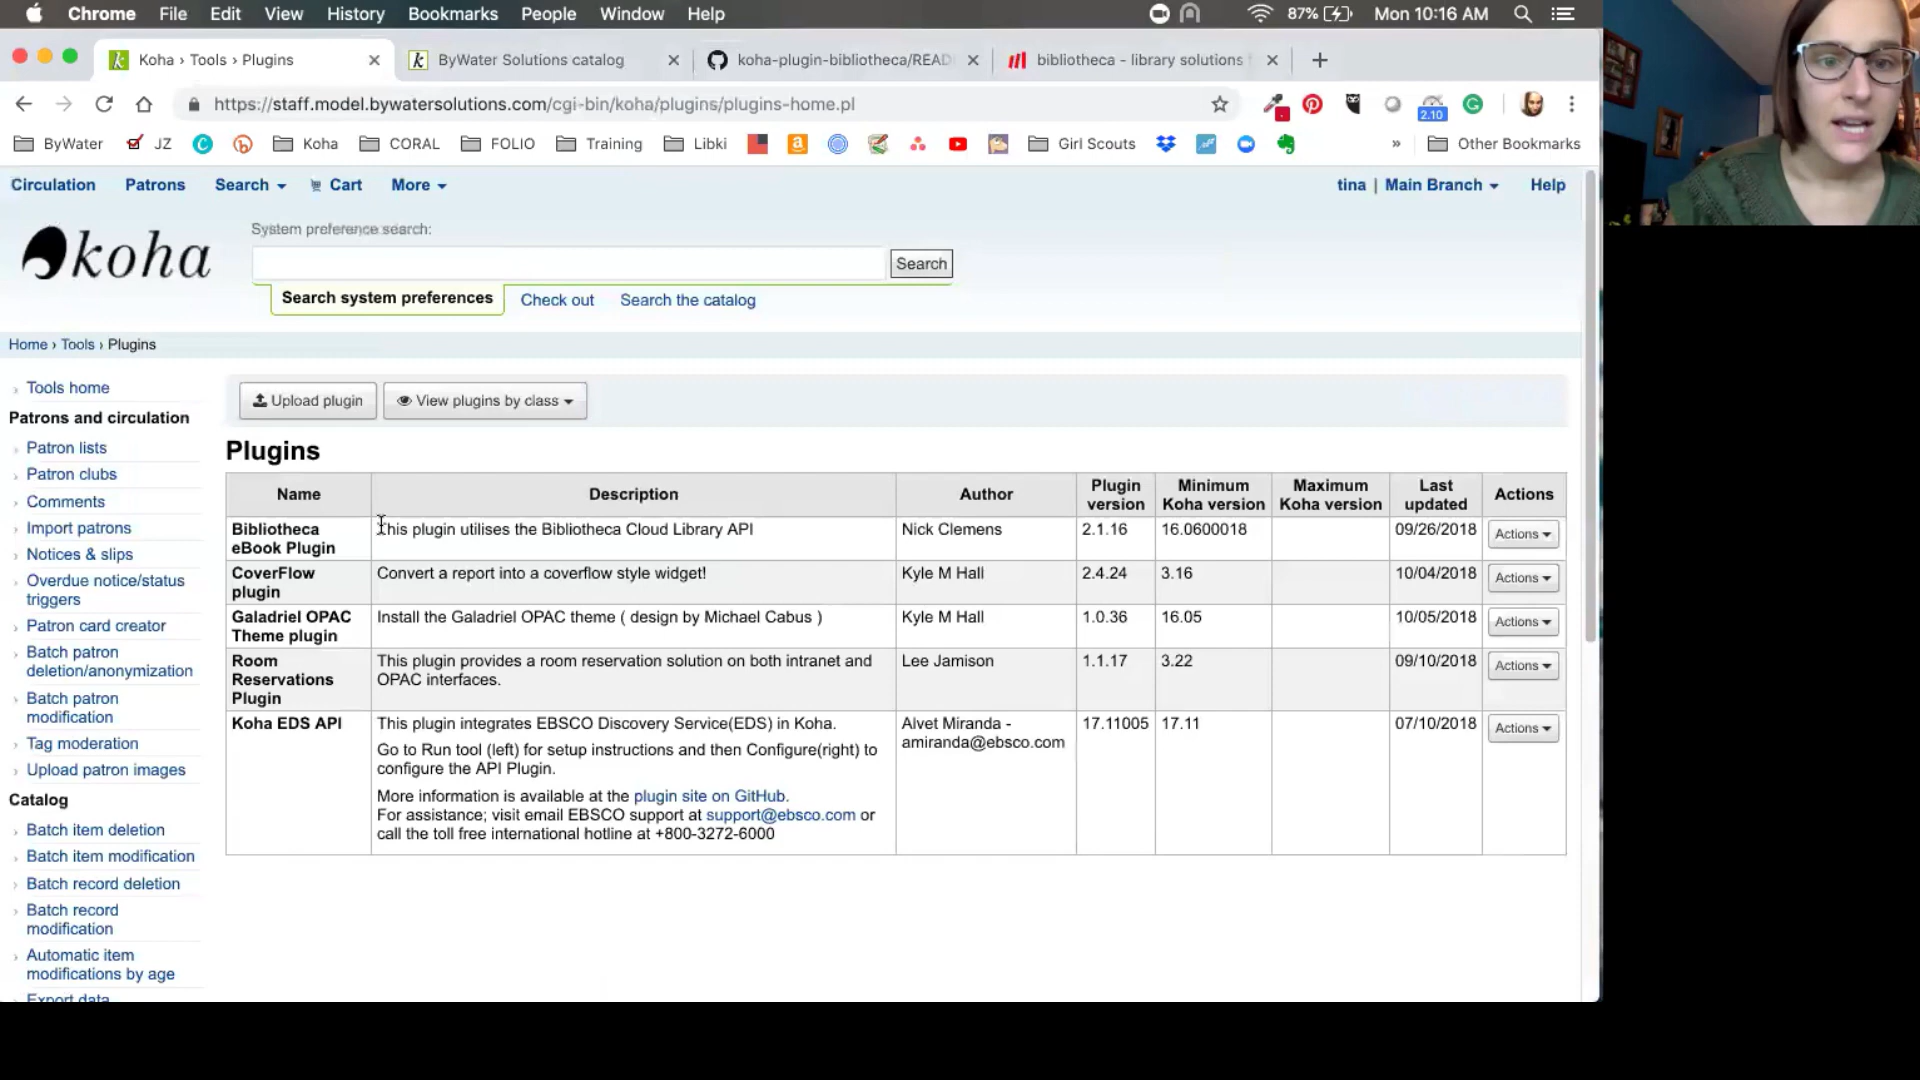 Chrome File Edit View History Bookmarks People Window Help
87% Mon 10:16 AM
Koha › Tools › Plugins
ByWater Solutions catalog
koha-plugin-bibliotheca/READ
bibliotheca - library solutions
https://staff.model.bywatersolutions.com/cgi-bin/koha/plugins/plugins-home.pl
2.10
ByWater JZ Koha CORAL FOLIO Training Libki Girl Scouts » Other Bookmarks
Circulation Patrons Search Cart More
tina | Main Branch Help
koha
System preference search:
Search
Search system preferences Check out Search the catalog
Home › Tools › Plugins
Tools home
Patrons and circulation
Patron lists
Patron clubs
Comments
Import patrons
Notices & slips
Overdue notice/status
triggers
Patron card creator
Batch patron
deletion/anonymization
Batch patron
modification
Tag moderation
Upload patron images
Catalog
Batch item deletion
Batch item modification
Batch record deletion
Batch record
modification
Automatic item
modifications by age
Export data
Upload plugin View plugins by class
Plugins
Name Description Author Plugin version Minimum Koha version Maximum Koha version Last updated Actions
Bibliotheca eBook Plugin This plugin utilises the Bibliotheca Cloud Library API Nick Clemens 2.1.16 16.0600018 09/26/2018 Actions
CoverFlow plugin Convert a report into a coverflow style widget! Kyle M Hall 2.4.24 3.16 10/04/2018 Actions
Galadriel OPAC Theme plugin Install the Galadriel OPAC theme ( design by Michael Cabus ) Kyle M Hall 1.0.36 16.05 10/05/2018 Actions
Room Reservations Plugin This plugin provides a room reservation solution on both intranet and OPAC interfaces. Lee Jamison 1.1.17 3.22 09/10/2018 Actions
Koha EDS API This plugin integrates EBSCO Discovery Service(EDS) in Koha. Alvet Miranda - amiranda@ebsco.com 17.11005 17.11 07/10/2018 Actions
Go to Run tool (left) for setup instructions and then Configure(right) to
configure the API Plugin.
More information is available at the plugin site on GitHub.
For assistance; visit email EBSCO support at support@ebsco.com or
call the toll free international hotline at +800-3272-6000